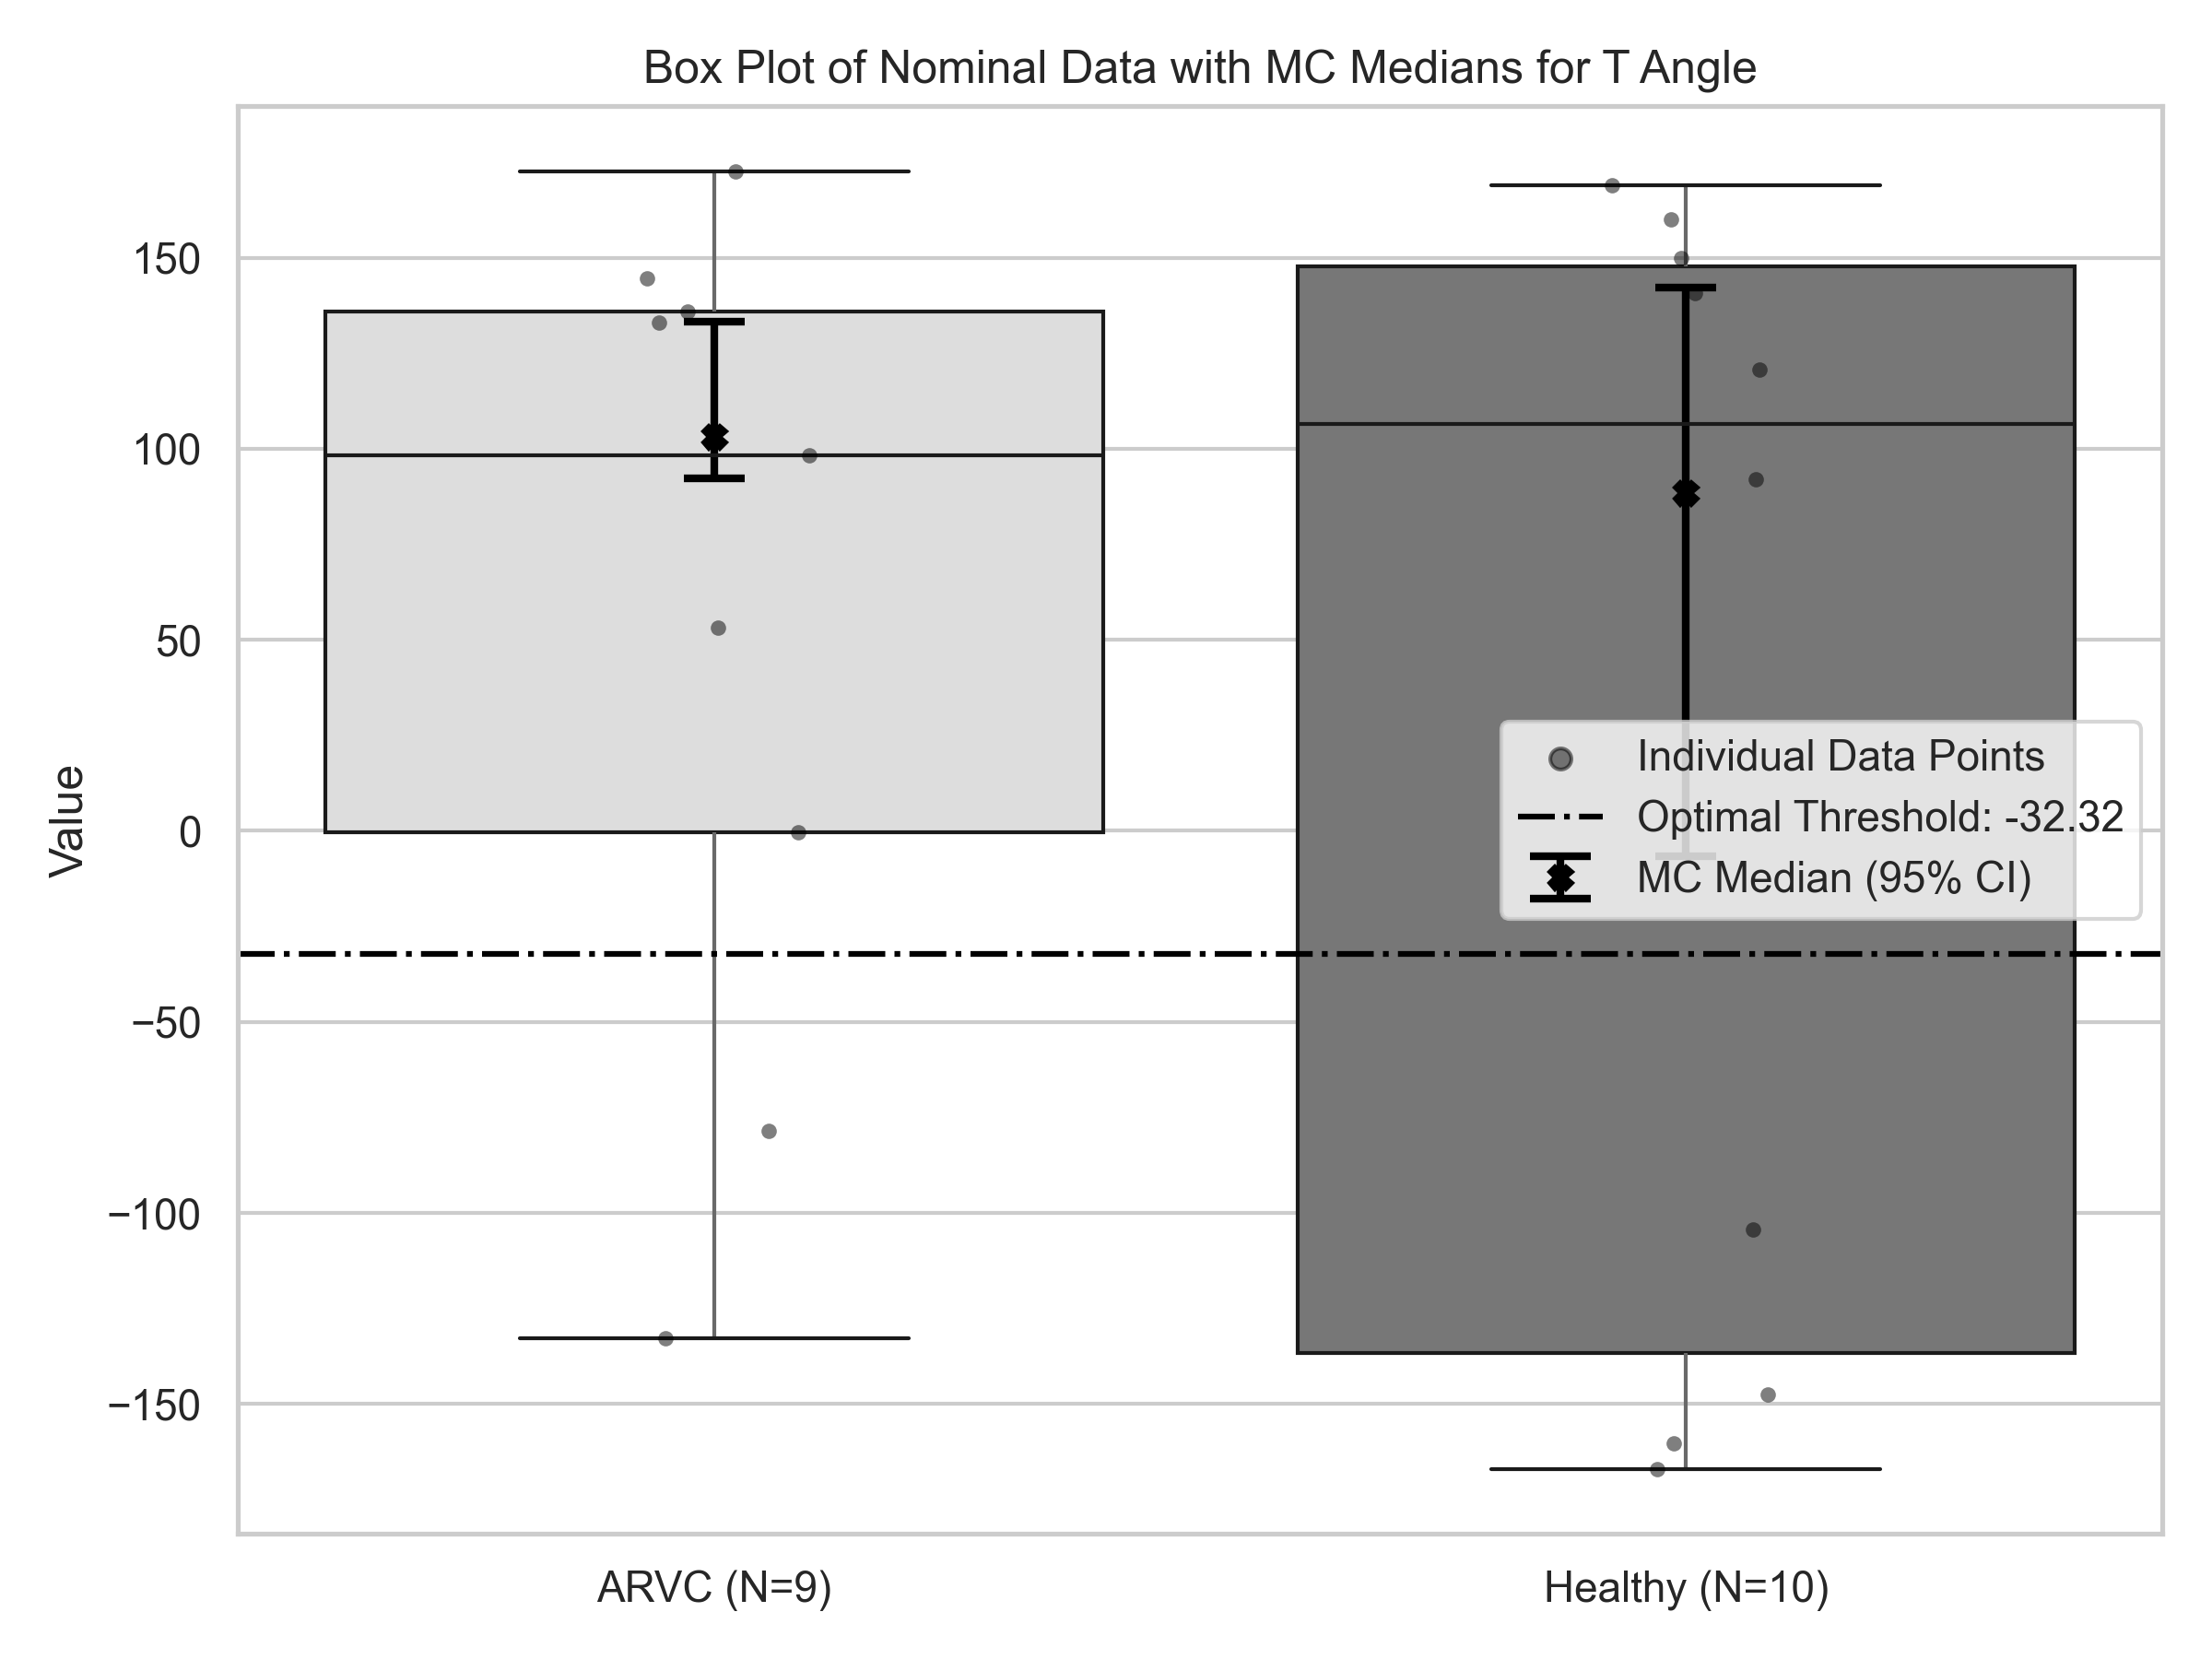 Box Plot of Nominal Data with MC Medians for T Angle
Value
150
100
50
0
−50
−100
−150
Individual Data Points
Optimal Threshold: -32.32
MC Median (95% CI)
ARVC (N=9)
Healthy (N=10)